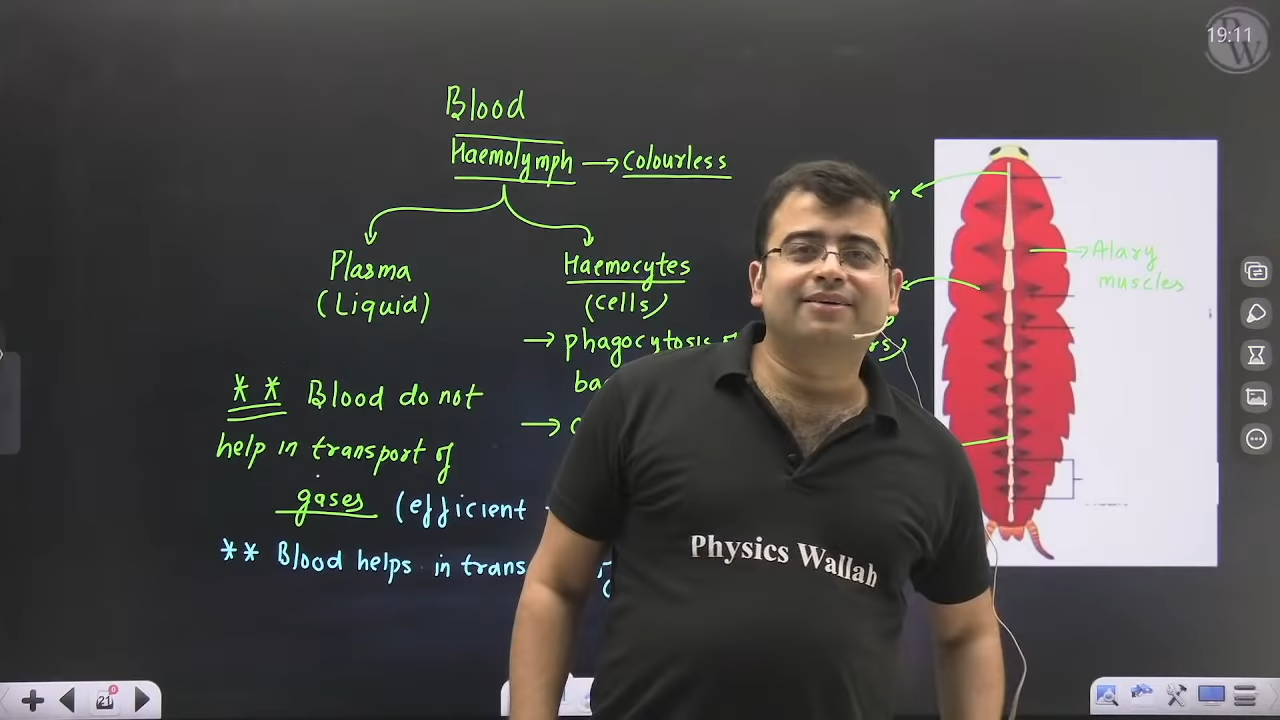 19:11
PW
Blood
Haemolymph → Colourless
Plasma
(Liquid)
Haemocytes
(cells)
→ phagocytosis
** Blood do not
help in transport of
gases (efficient
** Blood helps in trans
Alary
muscles
Physics Wallah
21